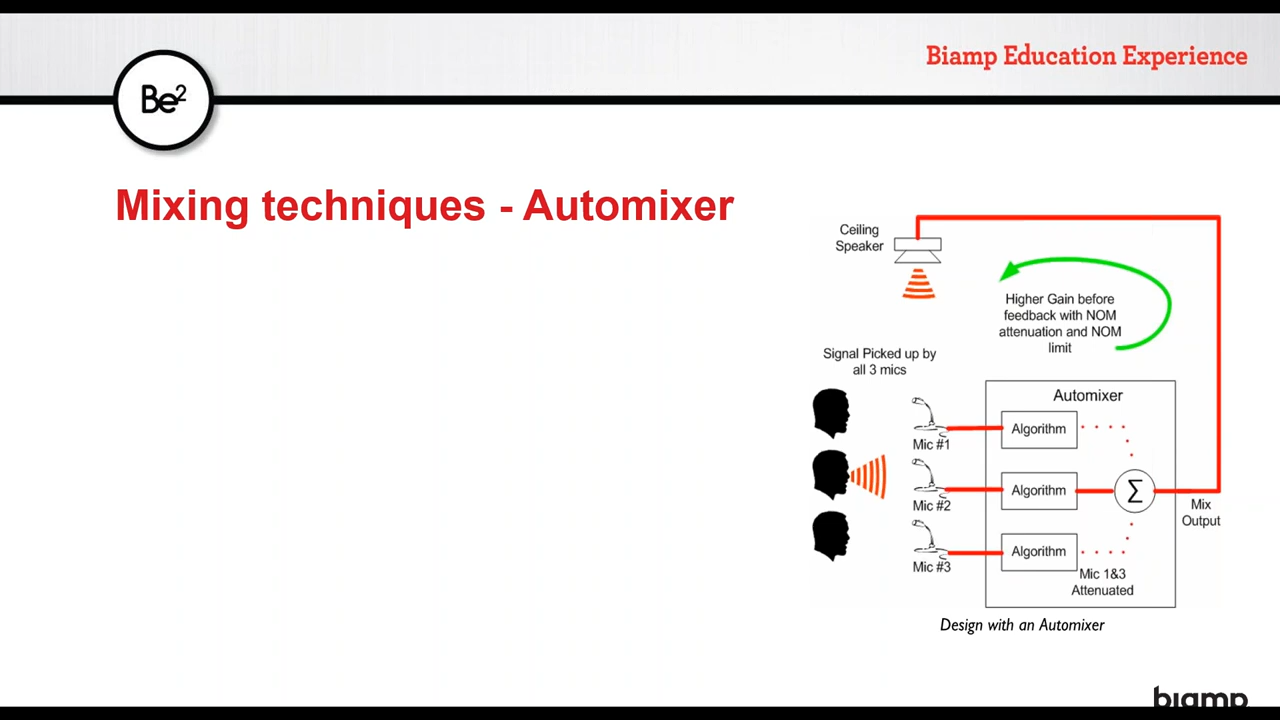 Biamp Education Experience
Be²
Mixing techniques - Automixer
Ceiling
Speaker
Higher Gain before
feedback with NOM
attenuation and NOM
limit
Signal Picked up by
all 3 mics
Automixer
Algorithm
Mic #1
Algorithm
Σ
Mic #2
Mix
Output
Algorithm
Mic #3
Mic 1&3
Attenuated
Design with an Automixer
biamp